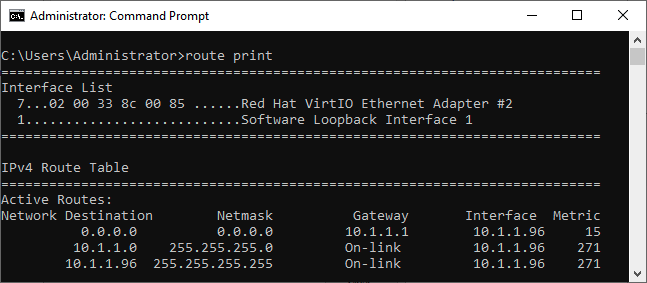 Administrator: Command Prompt
C:\Users\Administrator>route print
===========================================================================
Interface List
  7...02 00 33 8c 00 85 ......Red Hat VirtIO Ethernet Adapter #2
  1...........................Software Loopback Interface 1
===========================================================================
IPv4 Route Table
===========================================================================
Active Routes:
Network Destination        Netmask          Gateway       Interface  Metric
          0.0.0.0          0.0.0.0         10.1.1.1        10.1.1.96     15
         10.1.1.0    255.255.255.0         On-link         10.1.1.96    271
        10.1.1.96  255.255.255.255         On-link         10.1.1.96    271